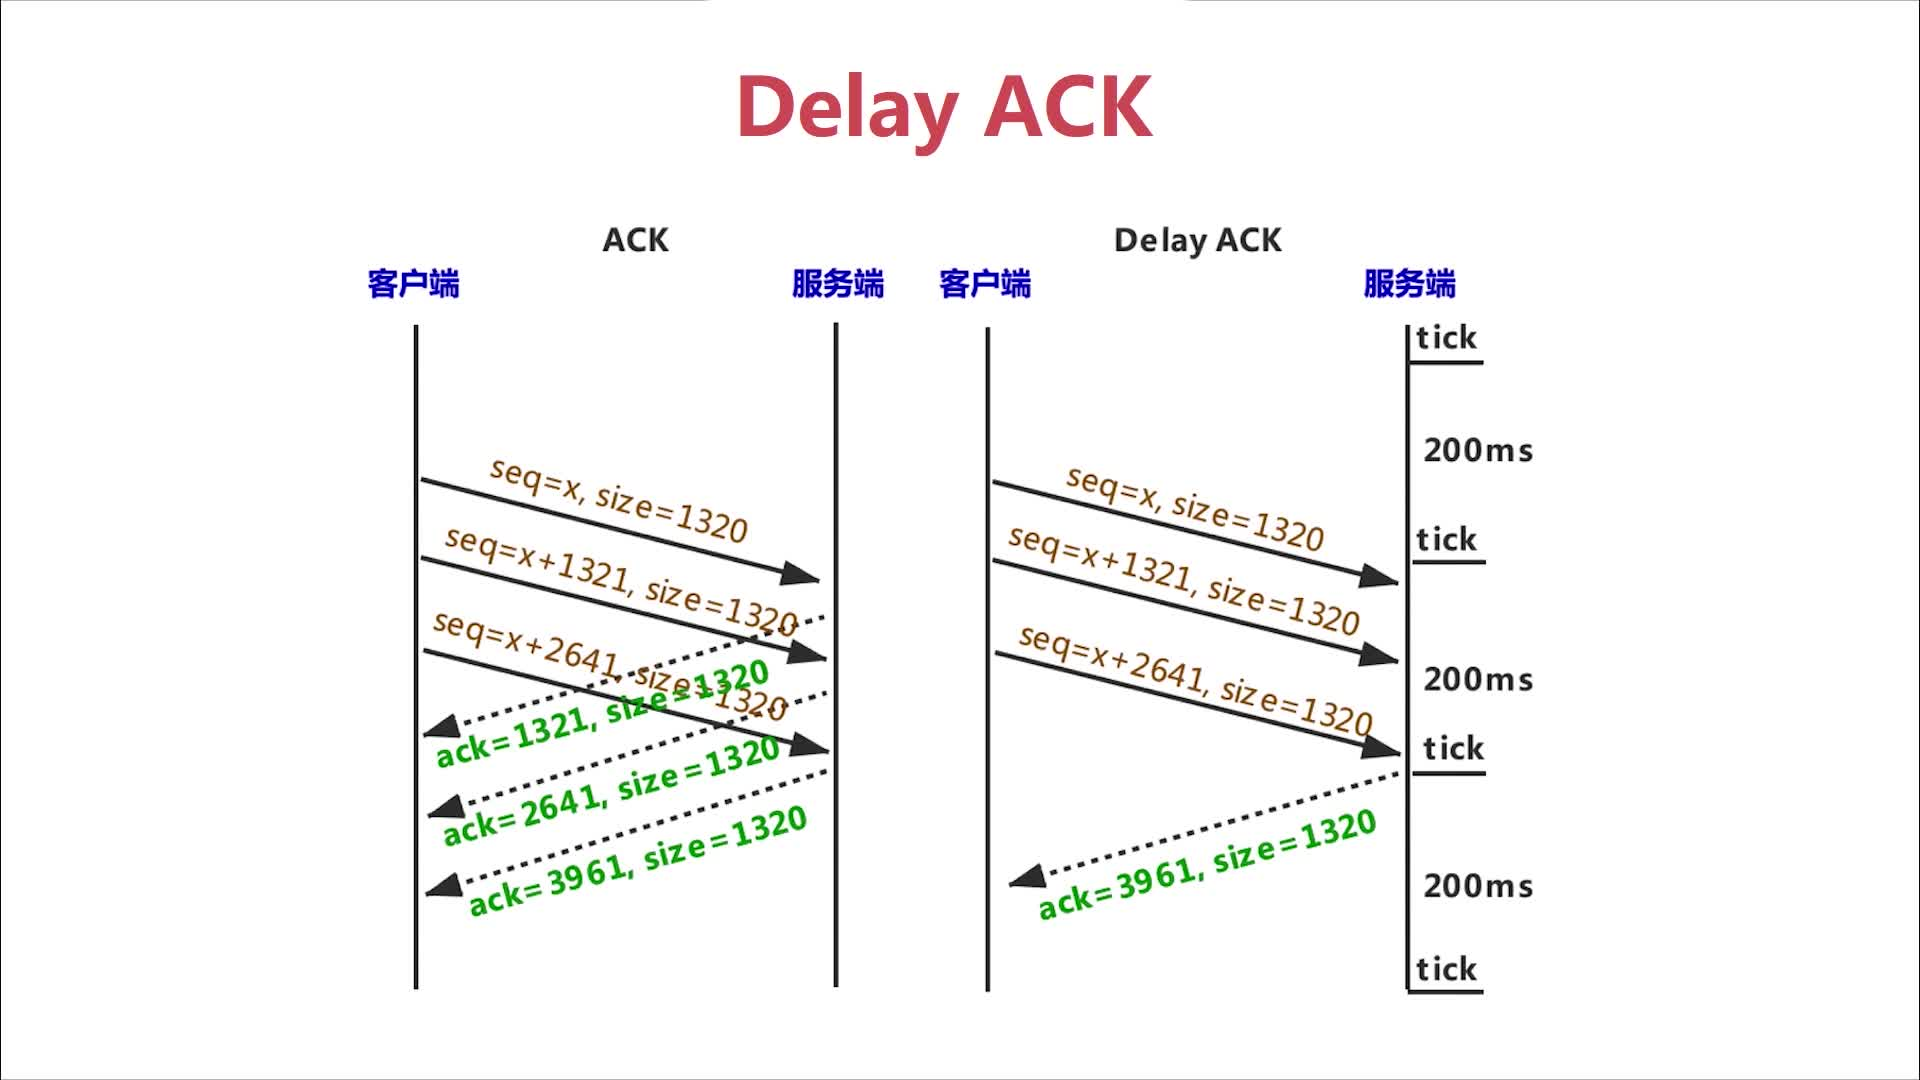 Delay ACK
ACK
客户端
服务端
seq=x, size=1320
seq=x+1321, size=1320
seq=x+2641, size=1320
ack=1321, size=1320
ack=2641, size=1320
ack=3961, size=1320
Delay ACK
客户端
服务端
tick
200ms
seq=x, size=1320
tick
seq=x+1321, size=1320
200ms
seq=x+2641, size=1320
tick
ack=3961, size=1320
200ms
tick